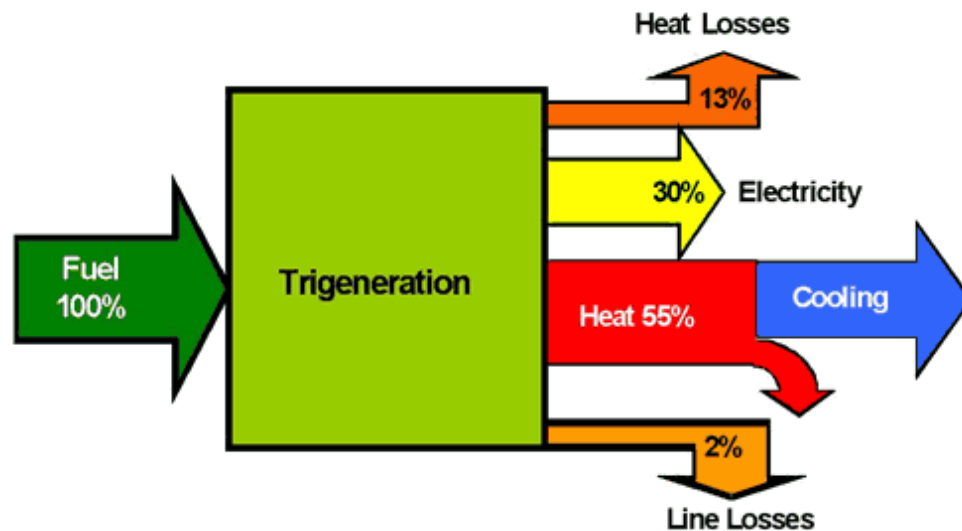 Heat Losses
13%
30% Electricity
Fuel
100%
Trigeneration
Heat 55%
Cooling
2%
Line Losses